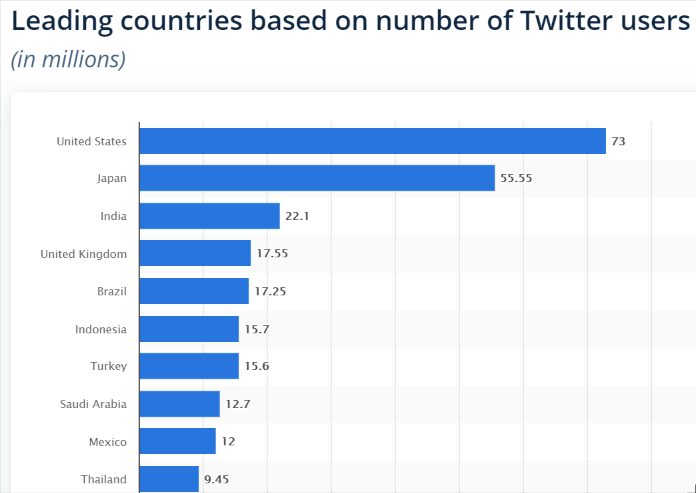 Leading countries based on number of Twitter users
(in millions)
United States 73
Japan 55.55
India 22.1
United Kingdom 17.55
Brazil 17.25
Indonesia 15.7
Turkey 15.6
Saudi Arabia 12.7
Mexico 12
Thailand 9.45